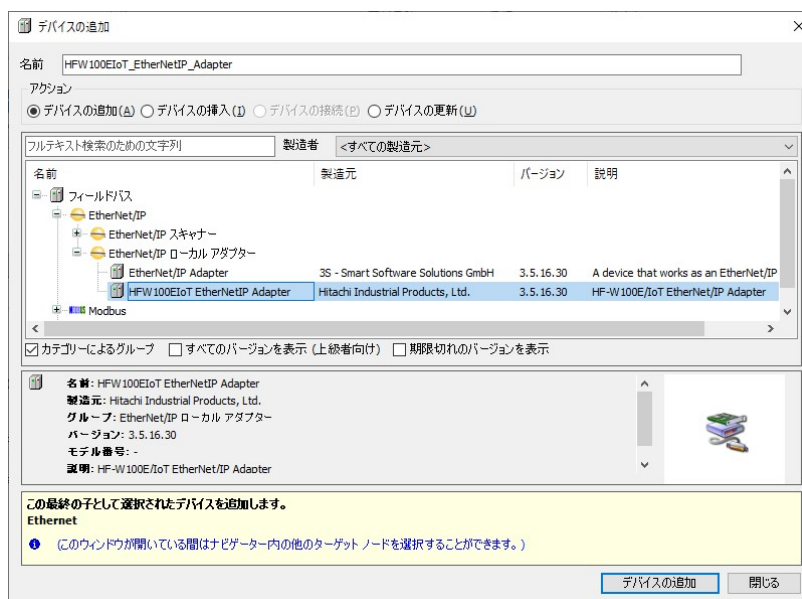 デバイスの追加
名前 HFW100EIoT_EtherNetIP_Adapter
アクション
デバイスの追加(A) デバイスの挿入(I) デバイスの接続(P) デバイスの更新(U)
フルテキスト検索のための文字列 製造者 <すべての製造元>
名前 製造元 バージョン 説明
フィールドバス
EtherNet/IP
EtherNet/IP スキャナー
EtherNet/IP ローカル アダプター
EtherNet/IP Adapter 3S - Smart Software Solutions GmbH 3.5.16.30 A device that works as an EtherNet/IP
HFW100EIoT EtherNetIP Adapter Hitachi Industrial Products, Ltd. 3.5.16.30 HF-W100E/IoT EtherNet/IP Adapter
Modbus
カテゴリーによるグループ すべてのバージョンを表示 (上級者向け) 期限切れのバージョンを表示
名前: HFW100EIoT EtherNetIP Adapter
製造元: Hitachi Industrial Products, Ltd.
グループ: EtherNet/IP ローカル アダプター
バージョン: 3.5.16.30
モデル番号: -
説明: HF-W100E/IoT EtherNet/IP Adapter
この最終の子として選択されたデバイスを追加します。
Ethernet
(このウィンドウが開いている間はナビゲーター内の他のターゲット ノードを選択することができます。)
デバイスの追加 閉じる